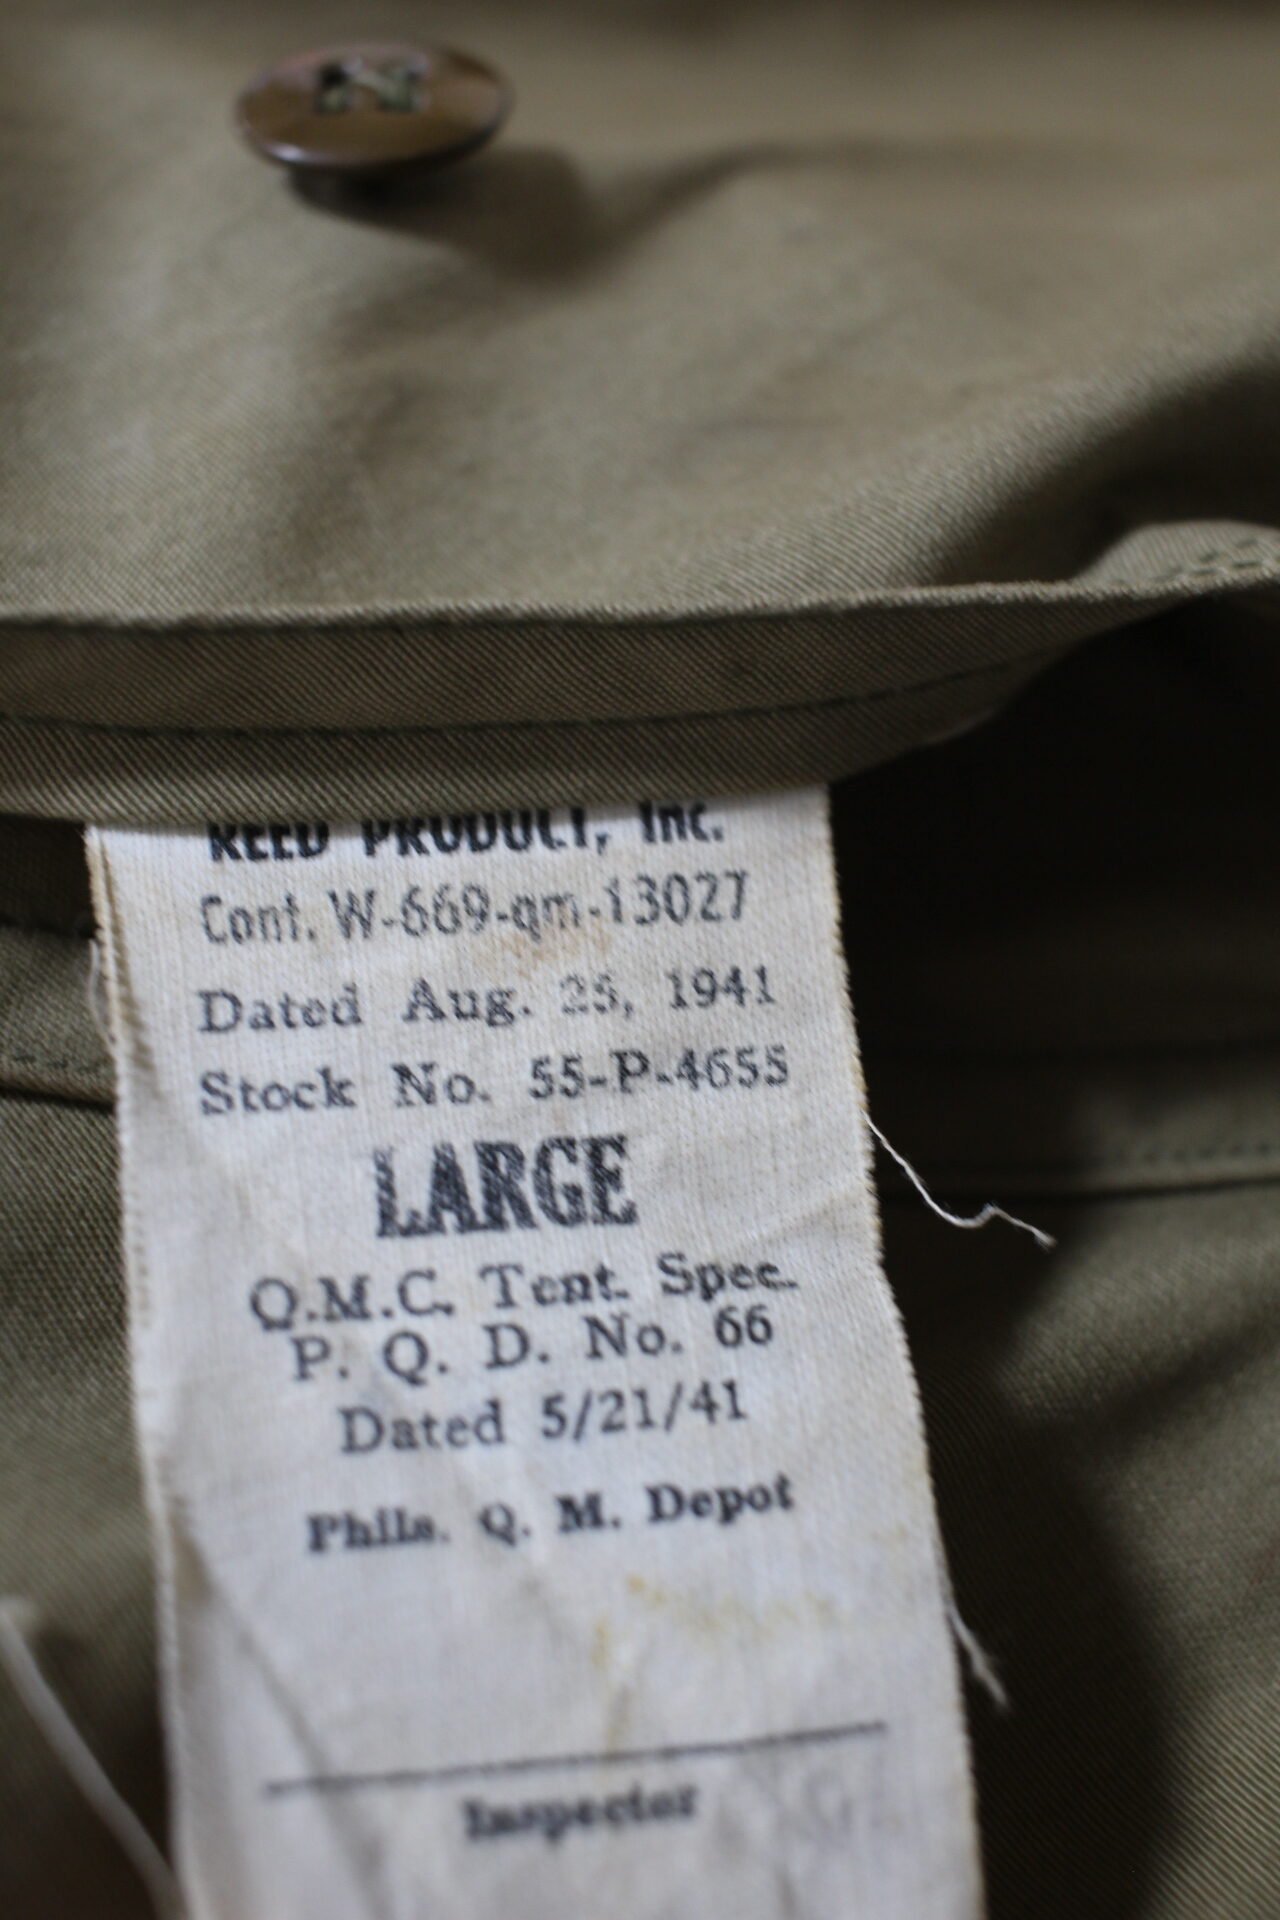 REED PRODUCT, Inc.
Cont. W-669-qm-13027
Dated Aug. 25, 1941
Stock No. 55-P-4655
LARGE
Q.M.C. Tent. Spec.
P. Q. D. No. 66
Dated 5/21/41
Phila. Q. M. Depot
Inspector